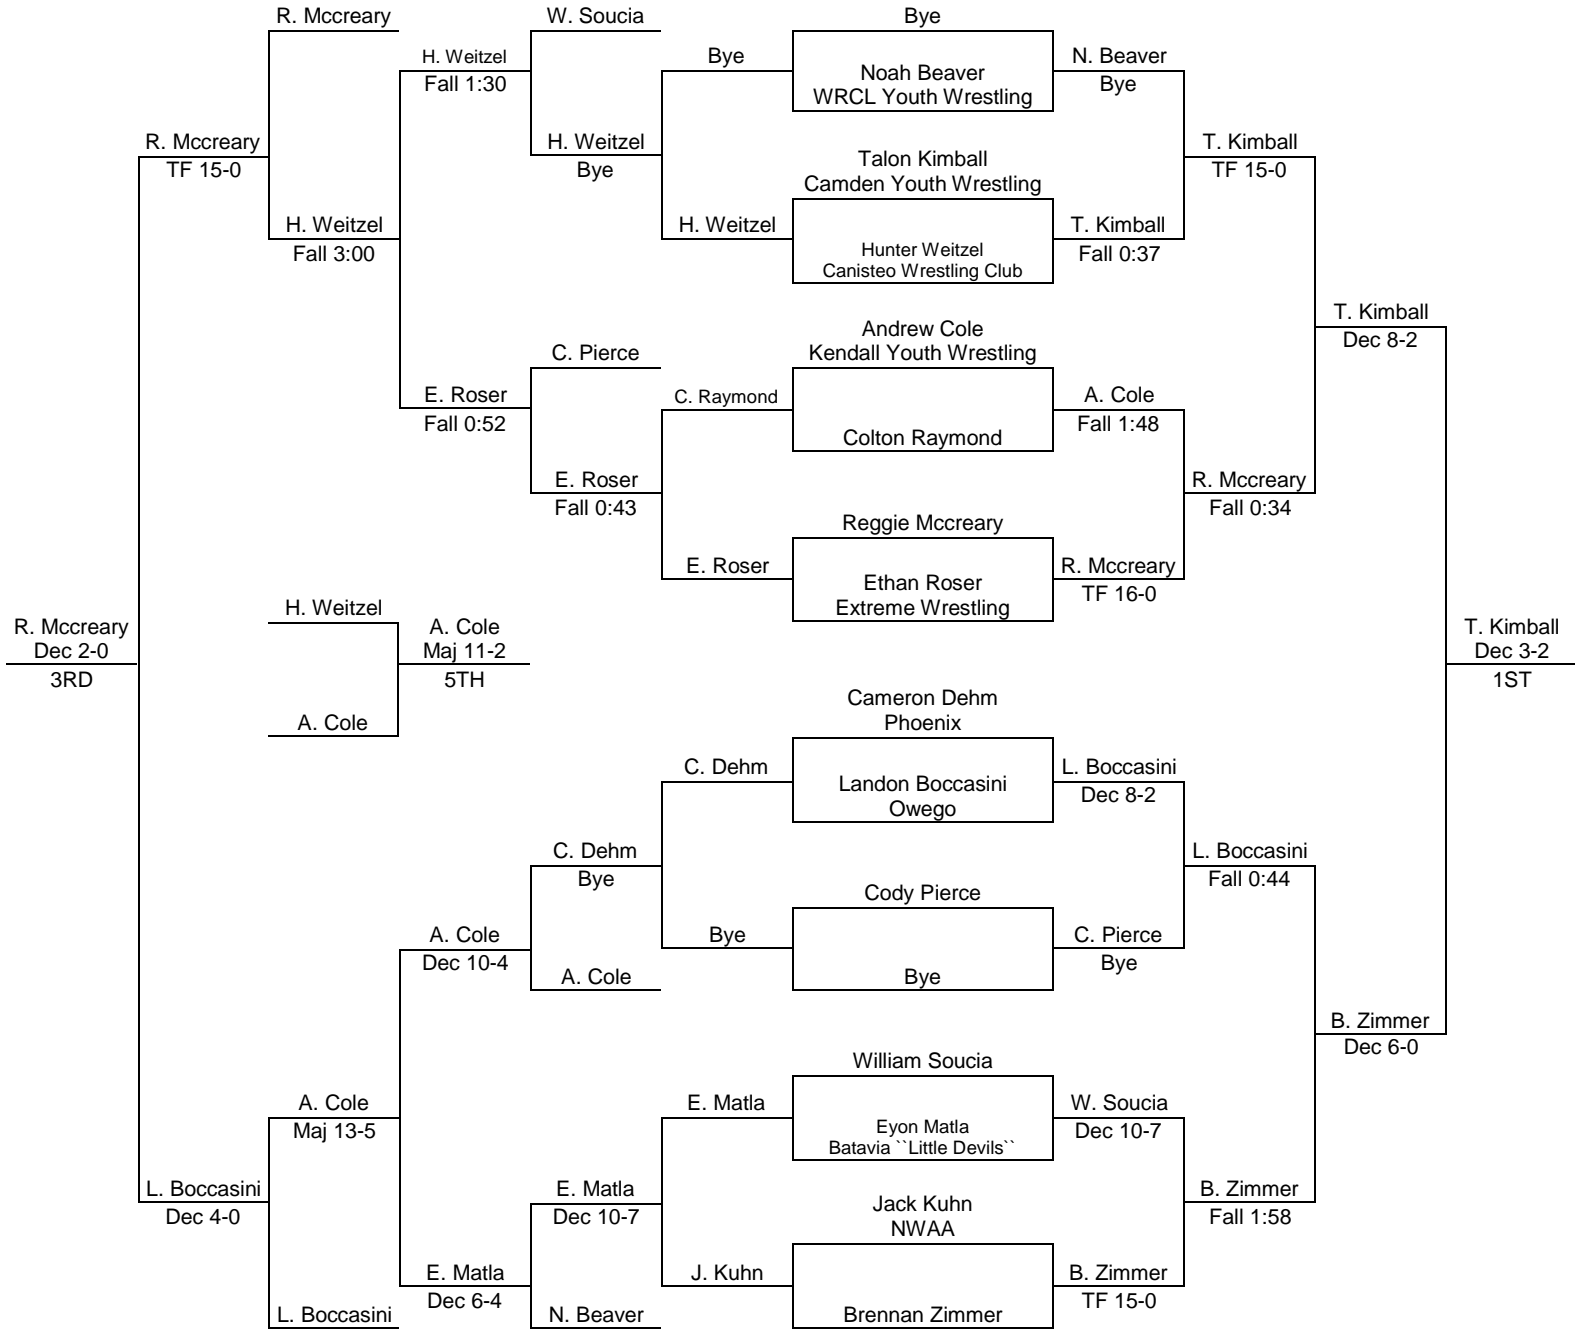 R. Mccreary
W. Soucia
Bye
H. Weitzel
Fall 1:30
Bye
Noah Beaver
WRCL Youth Wrestling
N. Beaver
Bye
R. Mccreary
TF 15-0
H. Weitzel
Bye
Talon Kimball
Camden Youth Wrestling
T. Kimball
TF 15-0
H. Weitzel
Fall 3:00
H. Weitzel
Hunter Weitzel
Canisteo Wrestling Club
T. Kimball
Fall 0:37
T. Kimball
Dec 8-2
C. Pierce
Andrew Cole
Kendall Youth Wrestling
E. Roser
Fall 0:52
C. Raymond
Colton Raymond
A. Cole
Fall 1:48
E. Roser
Fall 0:43
R. Mccreary
Fall 0:34
Reggie Mccreary
E. Roser
Ethan Roser
Extreme Wrestling
R. Mccreary
TF 16-0
R. Mccreary
Dec 2-0
3RD
H. Weitzel
A. Cole
Maj 11-2
5TH
A. Cole
T. Kimball
Dec 3-2
1ST
Cameron Dehm
Phoenix
C. Dehm
Landon Boccasini
Owego
L. Boccasini
Dec 8-2
C. Dehm
Bye
L. Boccasini
Fall 0:44
Cody Pierce
A. Cole
Dec 10-4
Bye
C. Pierce
Bye
A. Cole
Bye
B. Zimmer
Dec 6-0
William Soucia
A. Cole
Maj 13-5
E. Matla
Eyon Matla
Batavia ``Little Devils``
W. Soucia
Dec 10-7
L. Boccasini
Dec 4-0
E. Matla
Dec 10-7
Jack Kuhn
NWAA
B. Zimmer
Fall 1:58
E. Matla
Dec 6-4
J. Kuhn
B. Zimmer
TF 15-0
L. Boccasini
N. Beaver
Brennan Zimmer